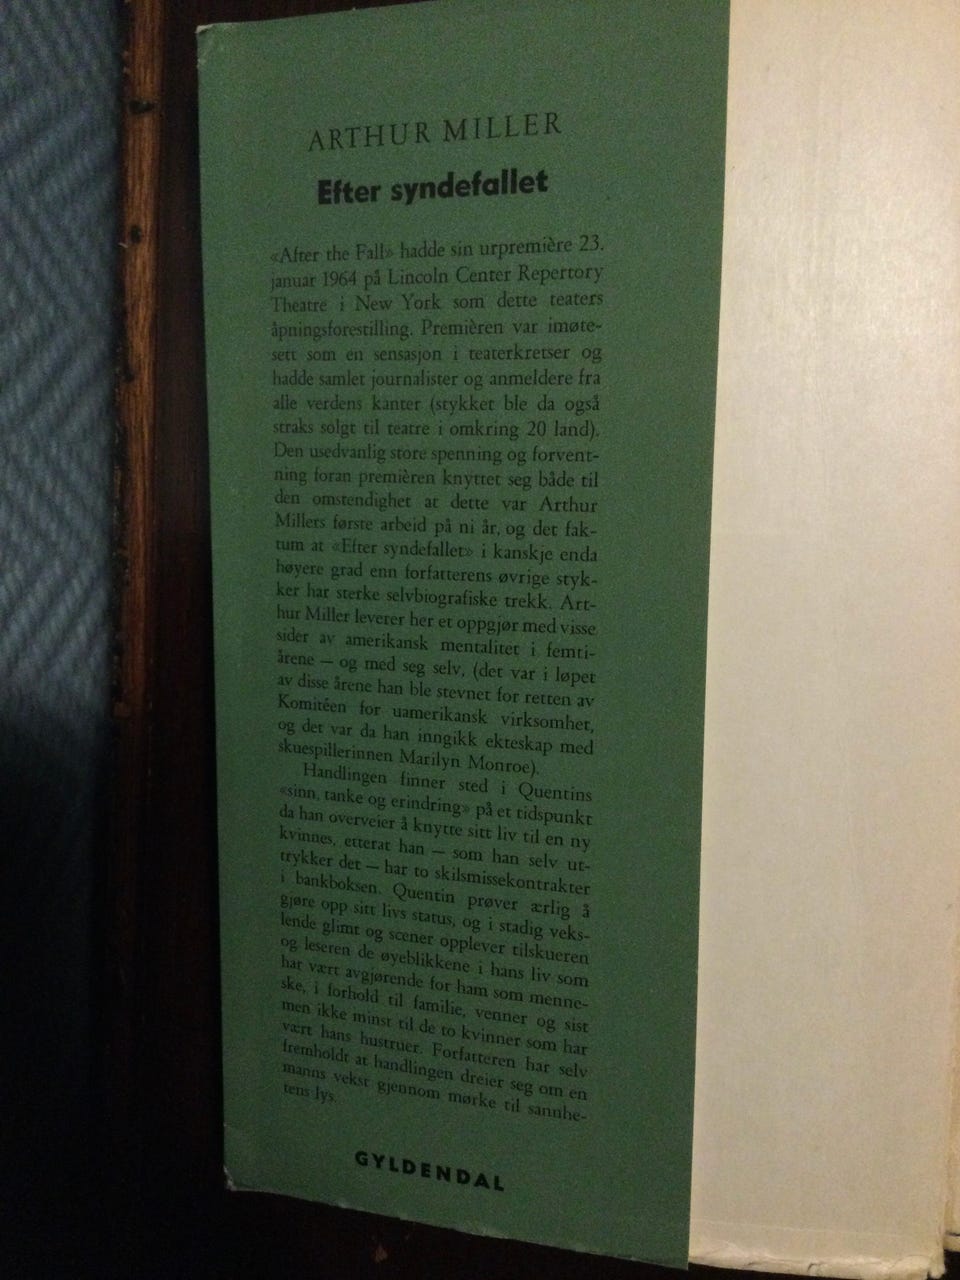 ARTHUR MILLER
Efter syndefallet
«After the Fall» hadde sin urpremière 23.
januar 1964 på Lincoln Center Repertory
Theatre i New York som dette teaters
åpningsforestilling. Premièren var imøte-
sett som en sensasjon i teaterkretser og
hadde samlet journalister og anmeldere fra
alle verdens kanter (stykket ble da også
straks solgt til teatre i omkring 20 land).
Den usedvanlig store spenning og forvent-
ning foran premièren knyttet seg både til
den omstendighet at dette var Arthur
Millers første arbeid på ni år, og det fak-
tum at «Efter syndefallet» i kanskje enda
høyere grad enn forfatterens øvrige styk-
ker har sterke selvbiografiske trekk. Art-
hur Miller leverer her et oppgjør med visse
sider av amerikansk mentalitet i femti-
årene — og med seg selv, (det var i løpet
av disse årene han ble stevnet for retten av
Komitéen for uamerikansk virksomhet,
og det var da han inngikk ekteskap med
skuespillerinnen Marilyn Monroe).
Handlingen finner sted i Quentins
«sinn, tanke og erindring» på et tidspunkt
da han overveier å knytte sitt liv til en ny
kvinnes, etterat han — som han selv ut-
trykker det — har to skilsmissekontrakter
i bankboksen. Quentin prøver ærlig å
gjøre opp sitt livs status, og i stadig veks-
lende glimt og scener opplever tilskueren
og leseren de øyeblikkene i hans liv som
har vært avgjørende for ham som menne-
ske, i forhold til familie, venner og sist
men ikke minst til de to kvinner som har
vært hans hustruer. Forfatteren har selv
fremholdt at handlingen dreier seg om en
manns vekst gjennom mørke til sannhe-
tens lys.
GYLDENDAL